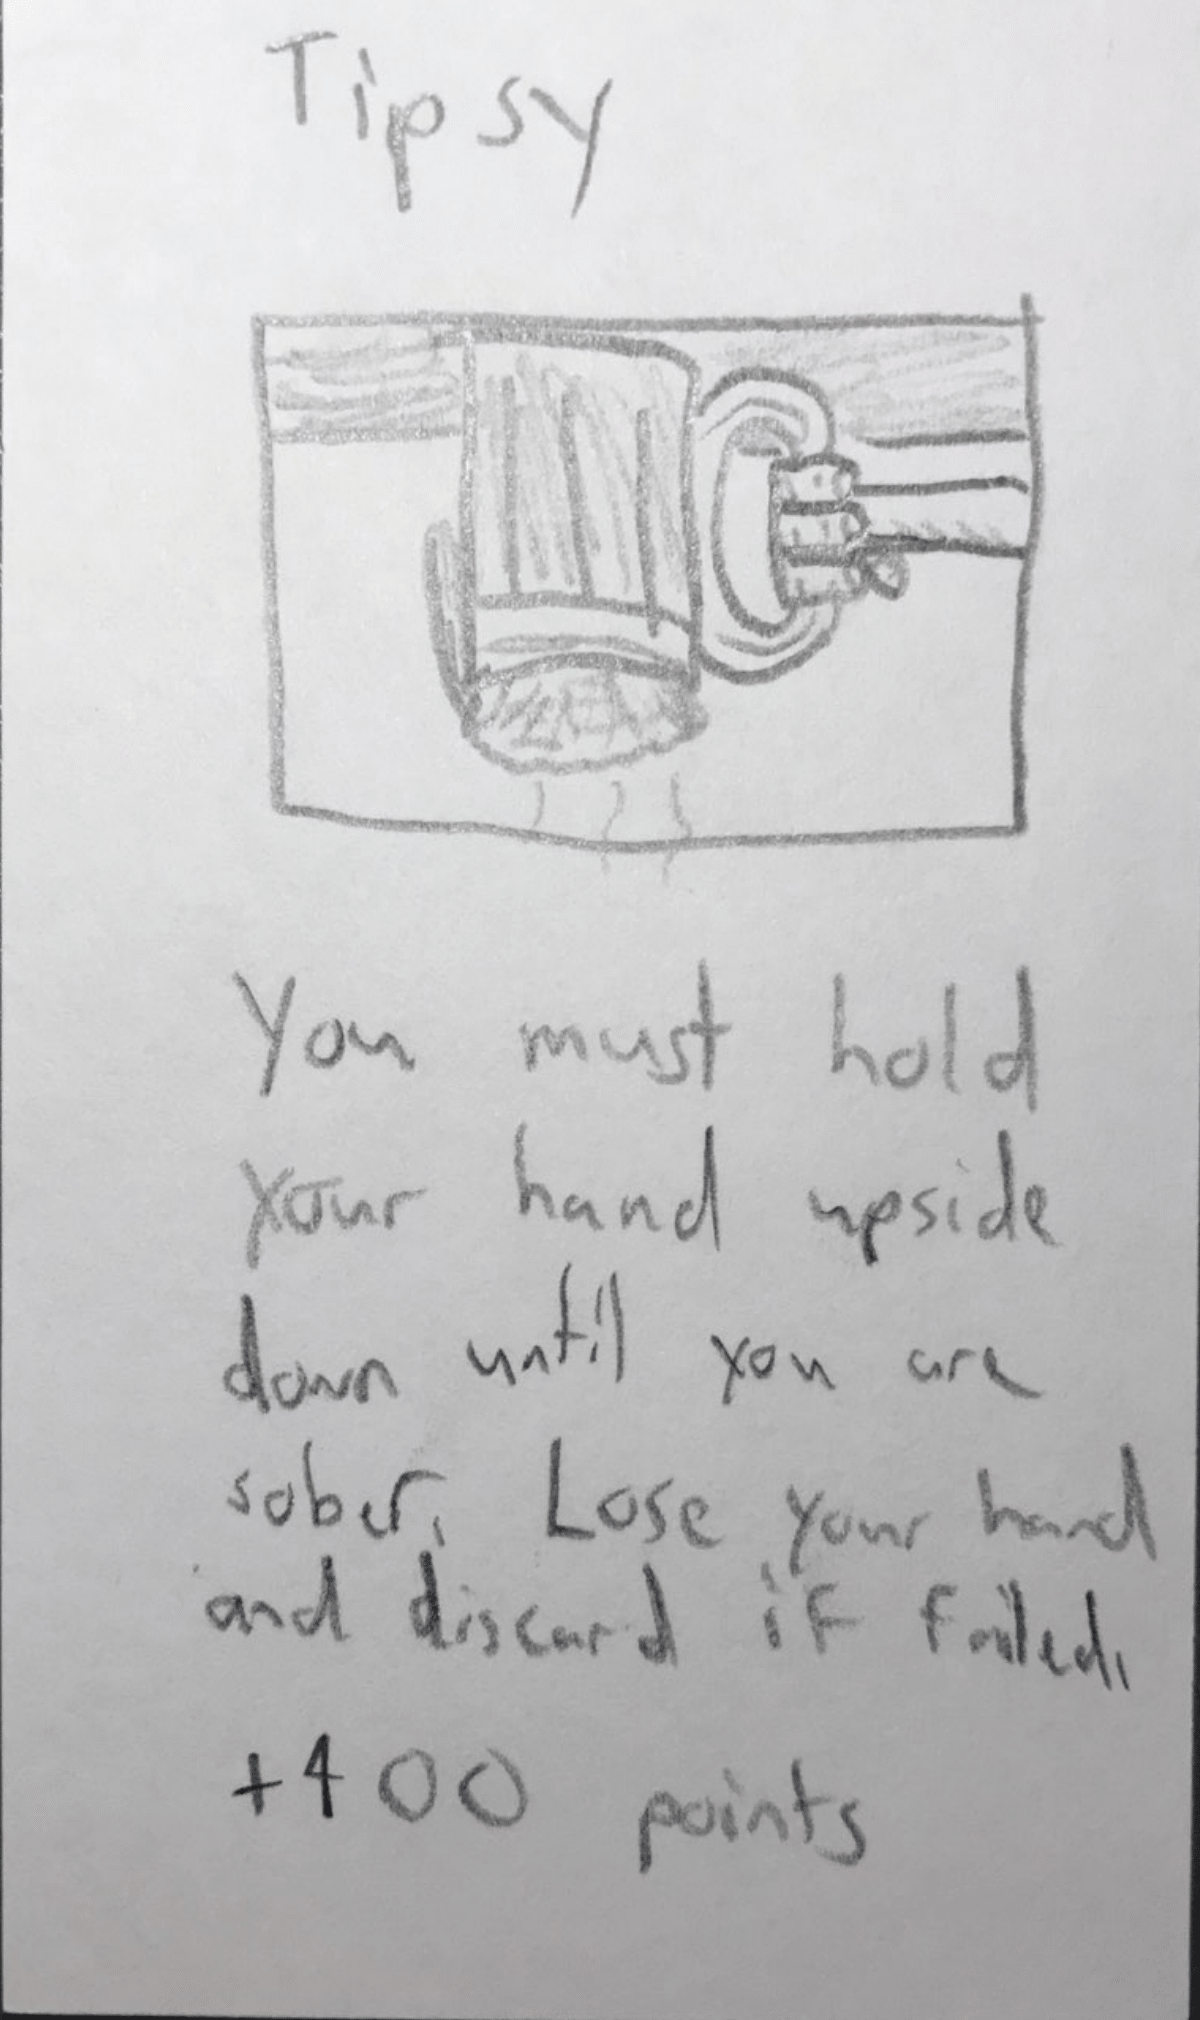 Tipsy
You must hold
your hand upside
down until you are
sober. Lose your hand
and discard if failed.
+400 points